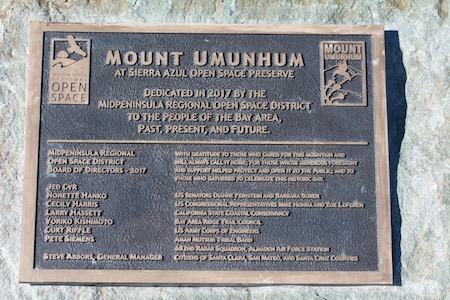 OPEN
SPACE
MOUNT UMUNHUM
AT SIERRA AZUL OPEN SPACE PRESERVE
MOUNT
UMUNHUM
DEDICATED IN 2017 BY THE
MIDPENINSULA REGIONAL OPEN SPACE DISTRICT
TO THE PEOPLE OF THE BAY AREA,
PAST, PRESENT, AND FUTURE.
MIDPENINSULA REGIONAL
OPEN SPACE DISTRICT
BOARD OF DIRECTORS - 2017
JED CYR
NONETTE HANKO
CECILY HARRIS
LARRY HASSETT
YORIKO KISHIMOTO
CURT RIFFLE
PETE SIEMENS
STEVE ABBORS, GENERAL MANAGER
WITH GRATITUDE TO THOSE WHO CARED FOR THIS MOUNTAIN AND
WILL ALWAYS CALL IT HOME; FOR THOSE WHOSE GENEROUS FORESIGHT
AND SUPPORT HELPED PROTECT AND OPEN IT TO THE PUBLIC; AND TO
THOSE WHO GATHERED TO CELEBRATE THIS HISTORIC DAY.
US SENATORS DIANNE FEINSTEIN AND BARBARA BOXER
US CONGRESSIONAL REPRESENTATIVES MIKE HONDA AND ZOE LOFGREN
CALIFORNIA STATE COASTAL CONSERVANCY
BAY AREA RIDGE TRAIL COUNCIL
US ARMY CORPS OF ENGINEERS
AMAH MUTSUN TRIBAL BAND
682ND RADAR SQUADRON, ALMADEN AIR FORCE STATION
CITIZENS OF SANTA CLARA, SAN MATEO, AND SANTA CRUZ COUNTIES